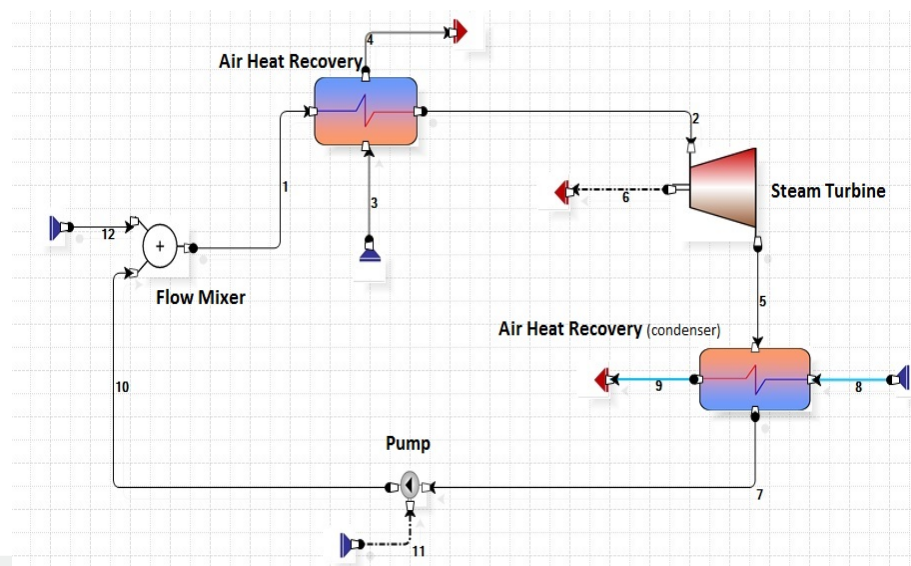 4
Air Heat Recovery
2
1
6
Steam Turbine
3
12
+
Flow Mixer
5
Air Heat Recovery (condenser)
9
8
10
Pump
7
11